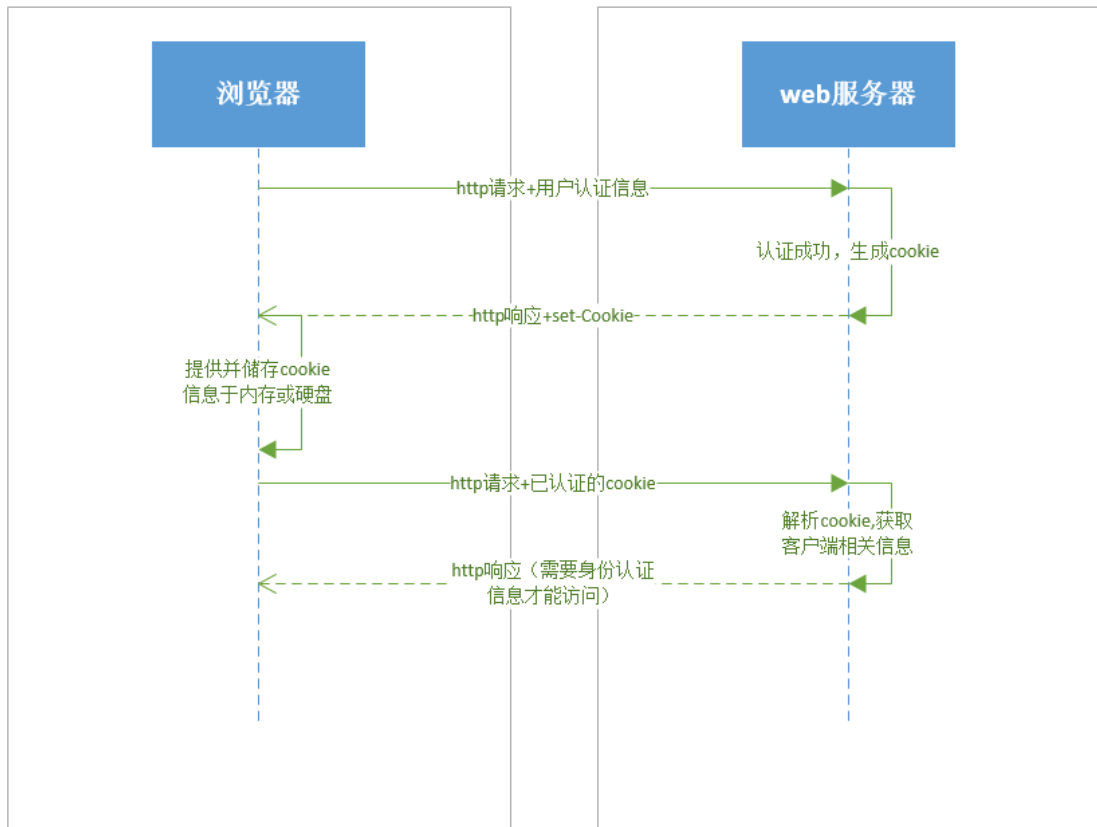 浏览器
web服务器
http请求+用户认证信息
认证成功，生成cookie
http响应+set-Cookie
提供并储存cookie
信息于内存或硬盘
http请求+已认证的cookie
解析cookie,获取
客户端相关信息
http响应（需要身份认证
信息才能访问）